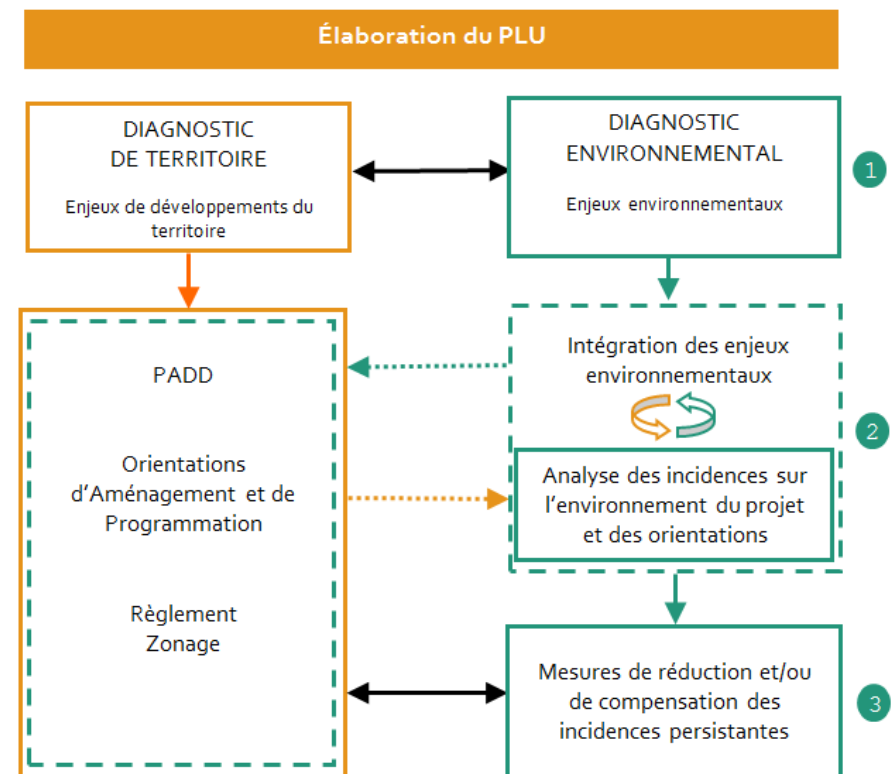 Élaboration du PLU
DIAGNOSTIC
DE TERRITOIRE
Enjeux de développements du
territoire
DIAGNOSTIC
ENVIRONNEMENTAL
Enjeux environnementaux
1
PADD
Orientations
d’Aménagement et de
Programmation
Règlement
Zonage
Intégration des enjeux
environnementaux
Analyse des incidences sur
l’environnement du projet
et des orientations
2
Mesures de réduction et/ou
de compensation des
incidences persistantes
3